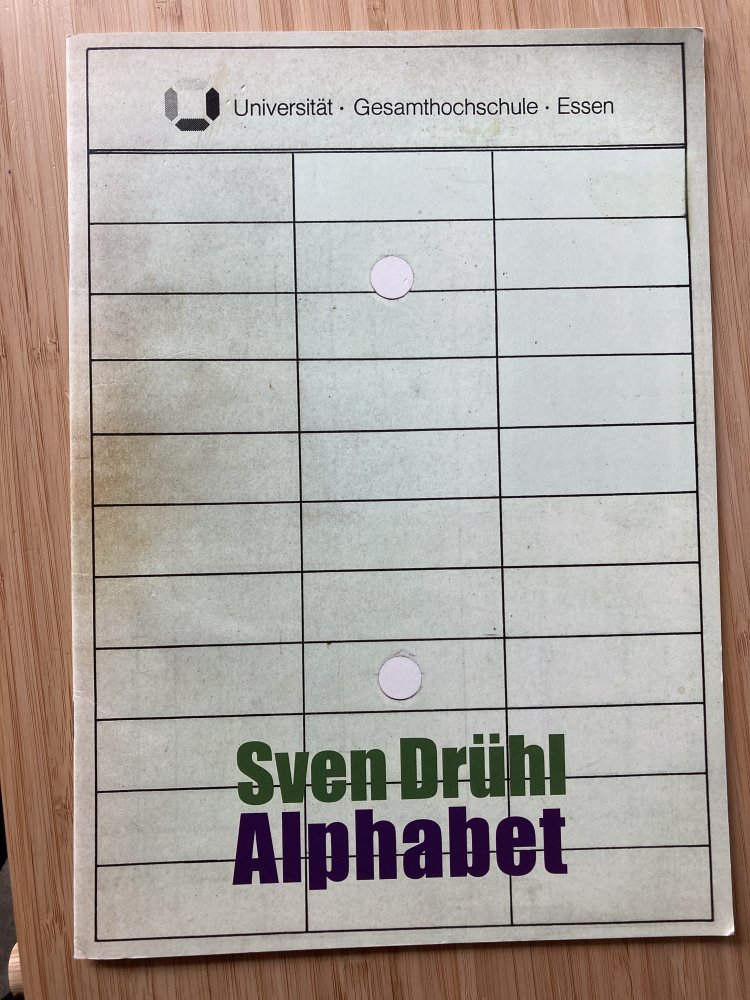 Universität · Gesamthochschule · Essen
Sven Drühl
Alphabet